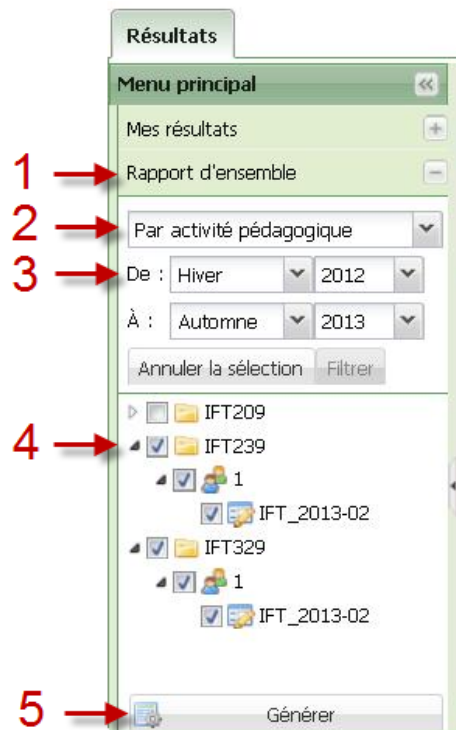 Résultats
Menu principal
Mes résultats
1 Rapport d'ensemble
2 Par activité pédagogique
3 De : Hiver 2012
À : Automne 2013
Annuler la sélection Filtrer
IFT209
4 IFT239
1
IFT_2013-02
IFT329
1
IFT_2013-02
5 Générer